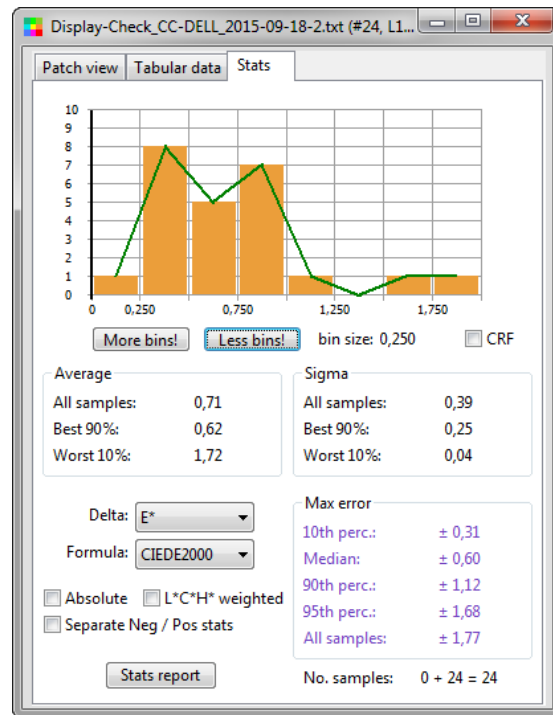 Display-Check_CC-DELL_2015-09-18-2.txt (#24, L1...
Patch view Tabular data Stats
10
9
8
7
6
5
4
3
2
1
0
0 0,250 0,750 1,250 1,750
More bins! Less bins! bin size: 0,250 CRF
Average
All samples: 0,71
Best 90%: 0,62
Worst 10%: 1,72
Sigma
All samples: 0,39
Best 90%: 0,25
Worst 10%: 0,04
Delta: E*
Formula: CIEDE2000
Absolute L*C*H* weighted
Separate Neg / Pos stats
Stats report
Max error
10th perc.: ± 0,31
Median: ± 0,60
90th perc.: ± 1,12
95th perc.: ± 1,68
All samples: ± 1,77
No. samples: 0 + 24 = 24